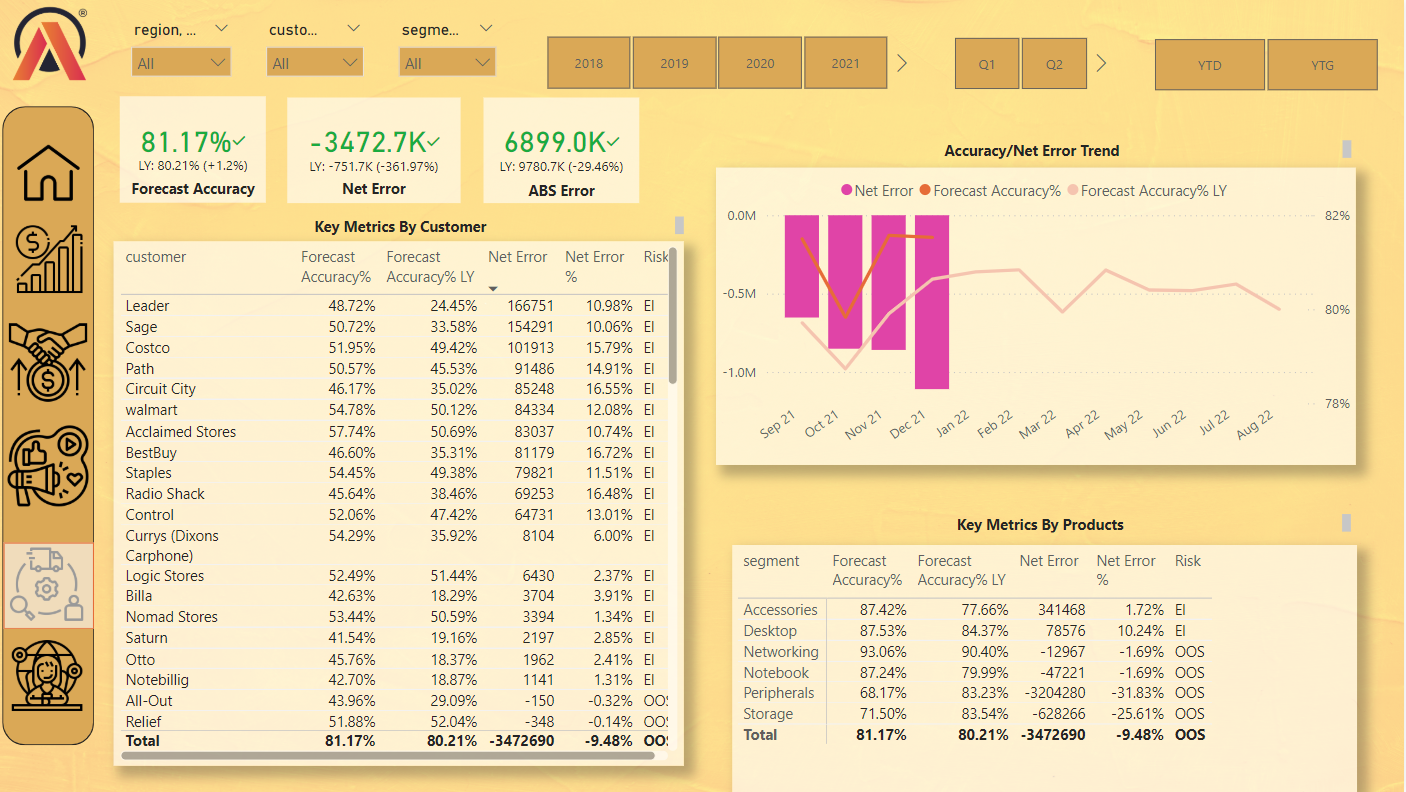 ®
region, ...
custo...
segme...
All
All
All
2018 2019 2020 2021
Q1 Q2
YTD YTG
81.17%
LY: 80.21% (+1.2%)
Forecast Accuracy
-3472.7K
LY: -751.7K (-361.97%)
Net Error
6899.0K
LY: 9780.7K (-29.46%)
ABS Error
Key Metrics By Customer
customer Forecast Accuracy% Forecast Accuracy% LY Net Error Net Error % Risk
Leader 48.72% 24.45% 166751 10.98% EI
Sage 50.72% 33.58% 154291 10.06% EI
Costco 51.95% 49.42% 101913 15.79% EI
Path 50.57% 45.53% 91486 14.91% EI
Circuit City 46.17% 35.02% 85248 16.55% EI
walmart 54.78% 50.12% 84334 12.08% EI
Acclaimed Stores 57.74% 50.69% 83037 10.74% EI
BestBuy 46.60% 35.31% 81179 16.72% EI
Staples 54.45% 49.38% 79821 11.51% EI
Radio Shack 45.64% 38.46% 69253 16.48% EI
Control 52.06% 47.42% 64731 13.01% EI
Currys (Dixons 54.29% 35.92% 8104 6.00% EI
Carphone)
Logic Stores 52.49% 51.44% 6430 2.37% EI
Billa 42.63% 18.29% 3704 3.91% EI
Nomad Stores 53.44% 50.59% 3394 1.34% EI
Saturn 41.54% 19.16% 2197 2.85% EI
Otto 45.76% 18.37% 1962 2.41% EI
Notebillig 42.70% 18.87% 1141 1.31% EI
All-Out 43.96% 29.09% -150 -0.32% OOS
Relief 51.88% 52.04% -348 -0.14% OOS
Total 81.17% 80.21% -3472690 -9.48% OOS
Accuracy/Net Error Trend
Net Error Forecast Accuracy% Forecast Accuracy% LY
0.0M
-0.5M
-1.0M
82%
80%
78%
Sep 21 Oct 21 Nov 21 Dec 21 Jan 22 Feb 22 Mar 22 Apr 22 May 22 Jun 22 Jul 22 Aug 22
Key Metrics By Products
segment Forecast Accuracy% Forecast Accuracy% LY Net Error Net Error % Risk
Accessories 87.42% 77.66% 341468 1.72% EI
Desktop 87.53% 84.37% 78576 10.24% EI
Networking 93.06% 90.40% -12967 -1.69% OOS
Notebook 87.24% 79.99% -47221 -1.69% OOS
Peripherals 68.17% 83.23% -3204280 -31.83% OOS
Storage 71.50% 83.54% -628266 -25.61% OOS
Total 81.17% 80.21% -3472690 -9.48% OOS